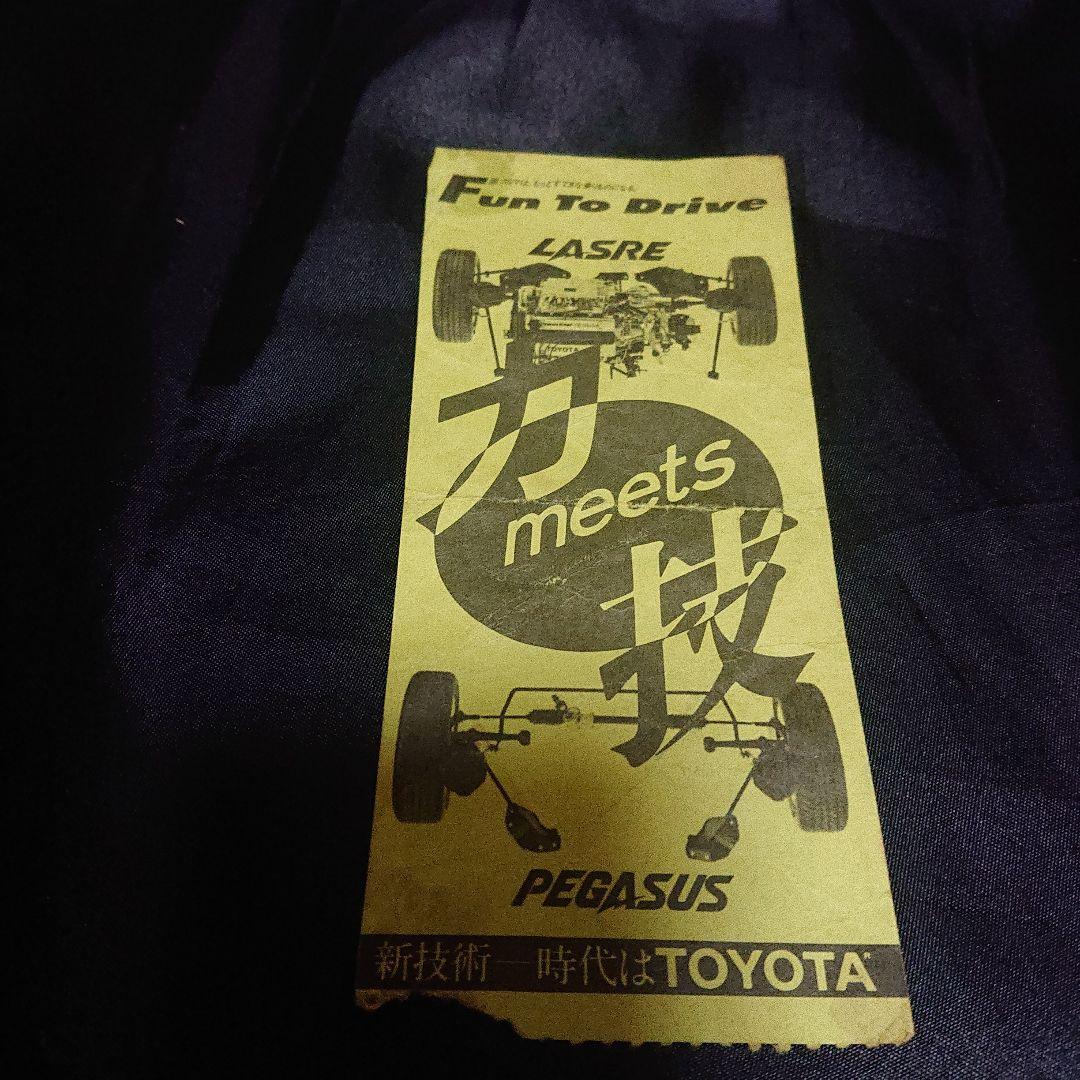 Fun To Drive
LASRE
TOYOTA
力
meets
技
PEGASUS
新技術―時代はTOYOTA